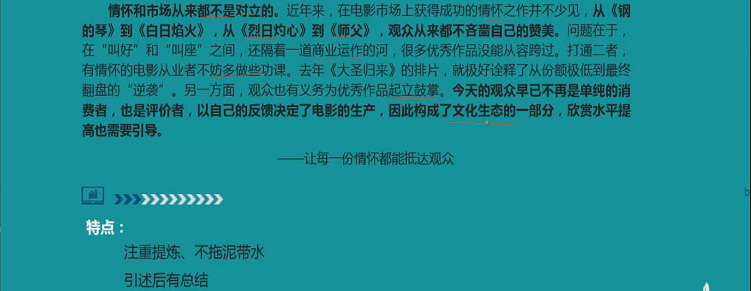 情怀和市场从来都不是对立的。近年来，在电影市场上获得成功的情怀之作并不少见，从《钢
的琴》到《白日焰火》，从《烈日灼心》到《师父》，观众从来都不吝啬自己的赞美。问题在于，
在“叫好”和“叫座”之间，还隔着一道商业运作的河，很多优秀作品没能从容跨过。打通二者，
有情怀的电影从业者不妨多做些功课。去年《大圣归来》的排片，就极好诠释了从份额极低到最终
翻盘的“逆袭”。另一方面，观众也有义务为优秀作品起立鼓掌。今天的观众早已不再是单纯的消
费者，也是评价者，以自己的反馈决定了电影的生产，因此构成了文化生态的一部分，欣赏水平提
高也需要引导。
——让每一份情怀都能抵达观众
b
特点：
注重提炼、不拖泥带水
引述后有总结